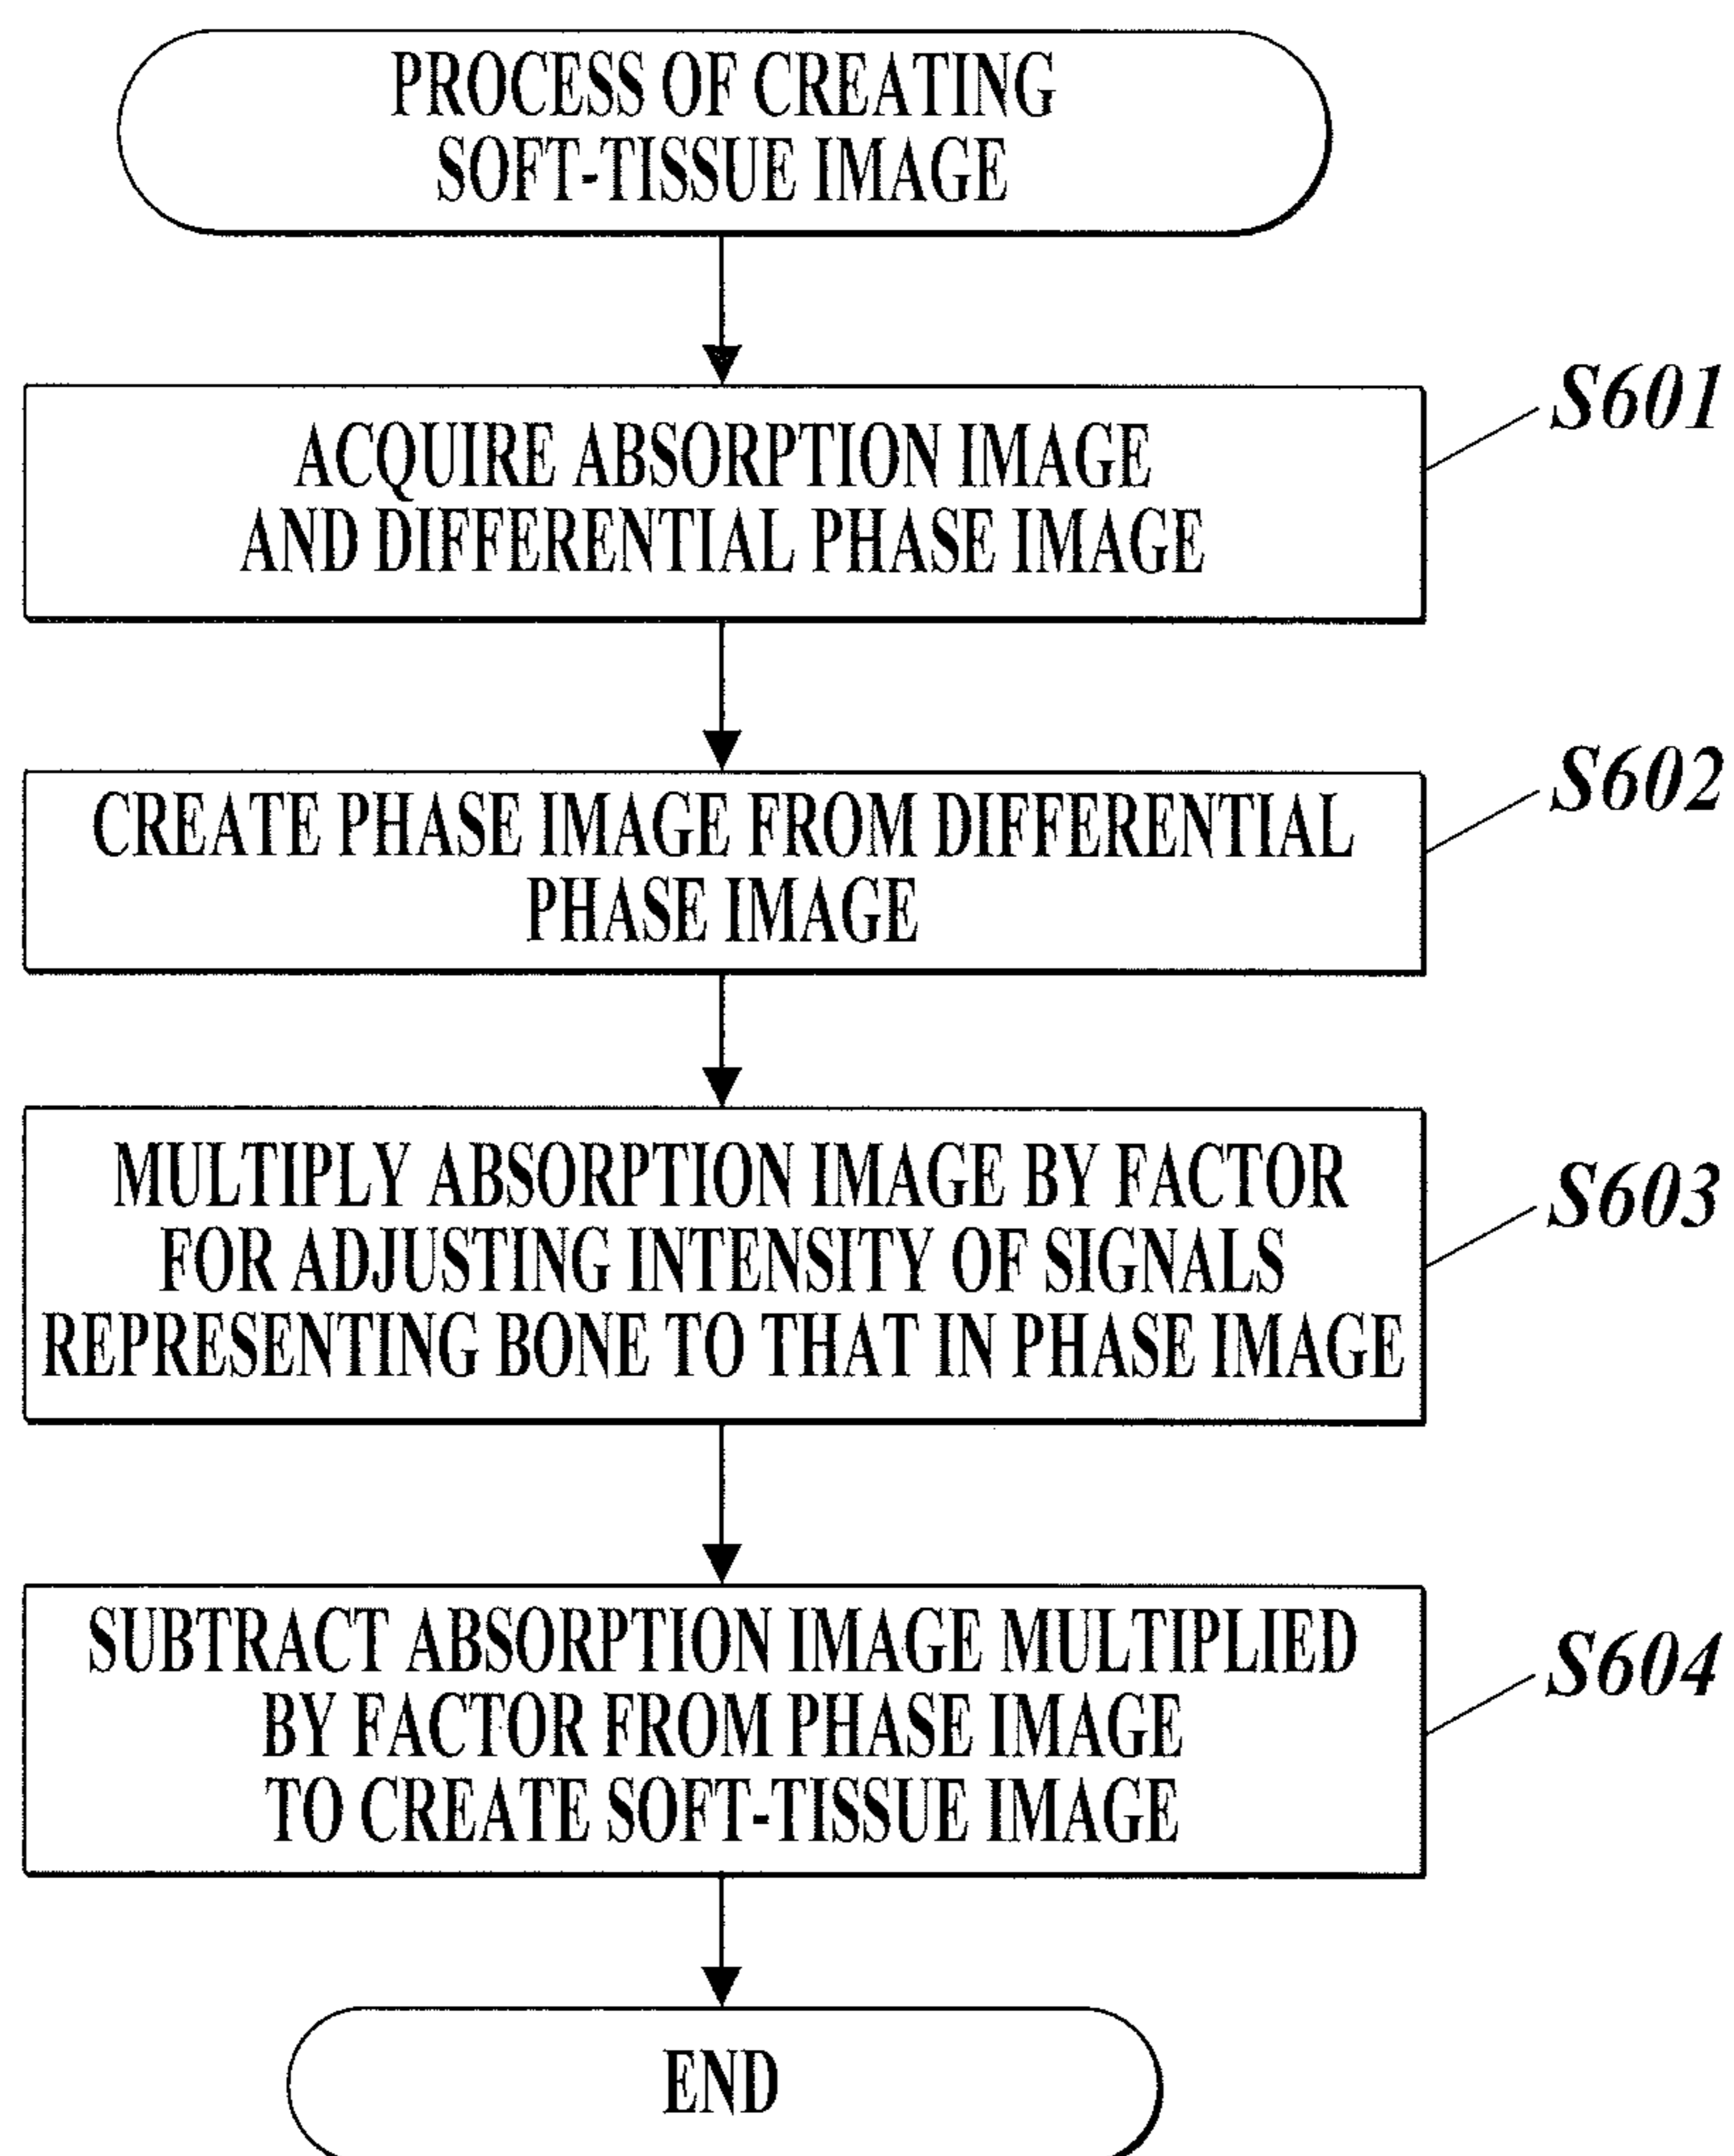 PROCESS OF CREATING
SOFT-TISSUE IMAGE
S601
ACQUIRE ABSORPTION IMAGE
AND DIFFERENTIAL PHASE IMAGE
S602
CREATE PHASE IMAGE FROM DIFFERENTIAL
PHASE IMAGE
S603
MULTIPLY ABSORPTION IMAGE BY FACTOR
FOR ADJUSTING INTENSITY OF SIGNALS
REPRESENTING BONE TO THAT IN PHASE IMAGE
S604
SUBTRACT ABSORPTION IMAGE MULTIPLIED
BY FACTOR FROM PHASE IMAGE
TO CREATE SOFT-TISSUE IMAGE
END